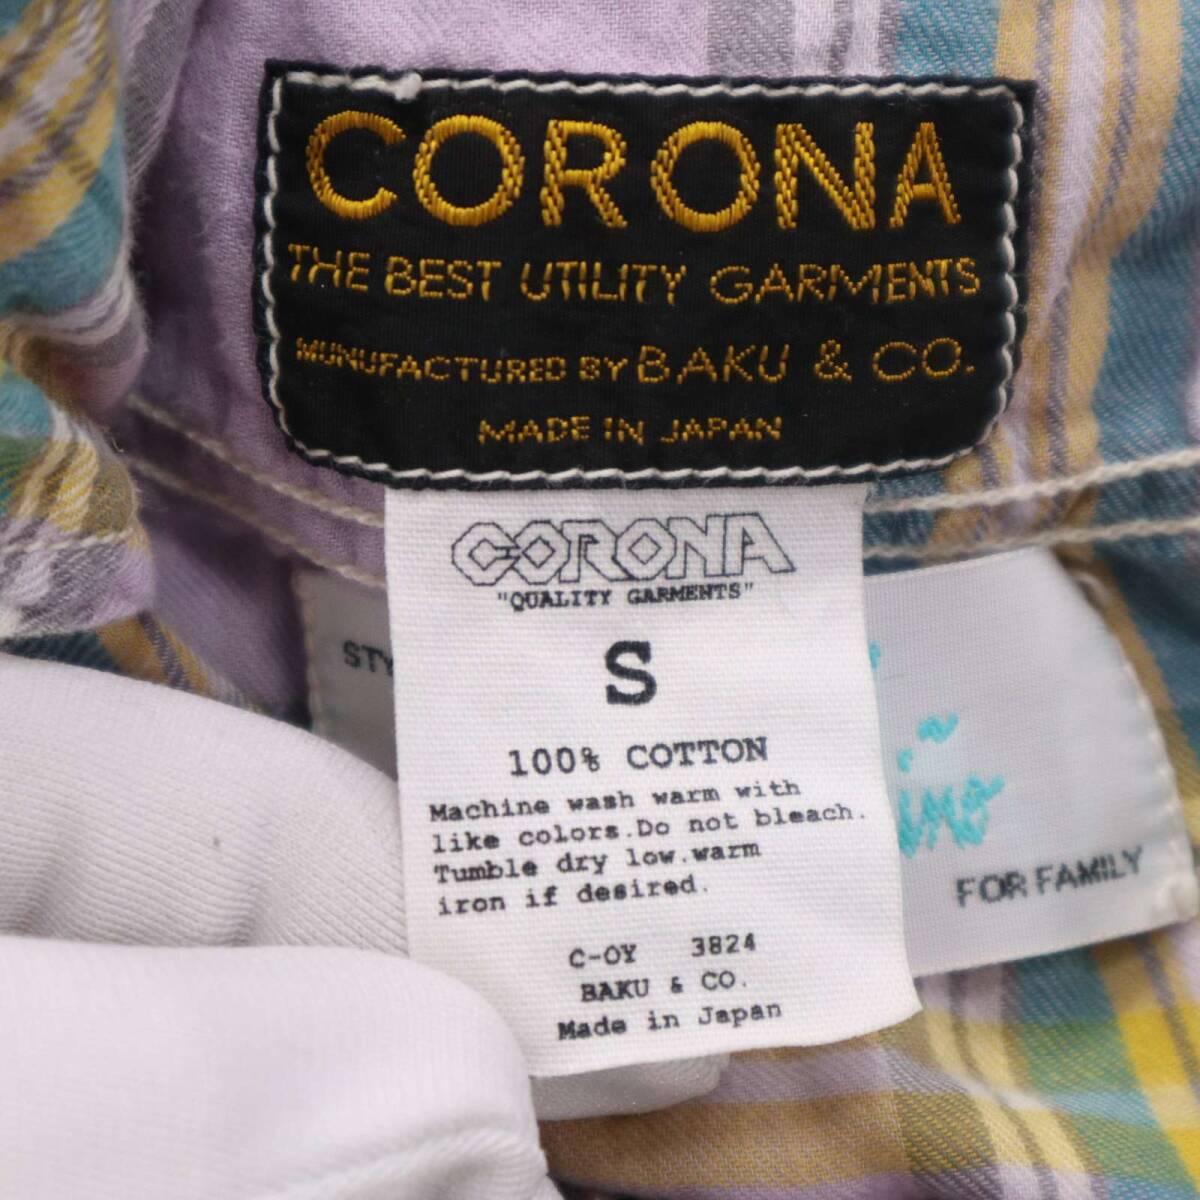 CORONA
THE BEST UTILITY GARMENTS
MUNUFACTURED BY BAKU & CO.
MADE IN JAPAN
CORONA
"QUALITY GARMENTS"
S
100% COTTON
Machine wash warm with
like colors.Do not bleach.
Tumble dry low.warm
iron if desired.
C-OY 3824
BAKU & CO.
Made in Japan
FOR FAMILY